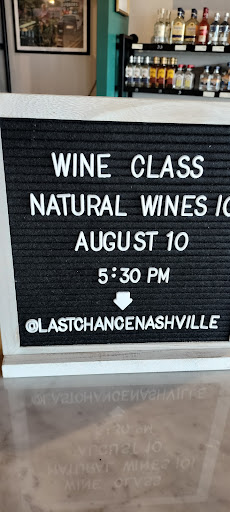 WINE CLASS
NATURAL WINES 10
AUGUST 10
5:30 PM
@LASTCHANCENASHVILLE